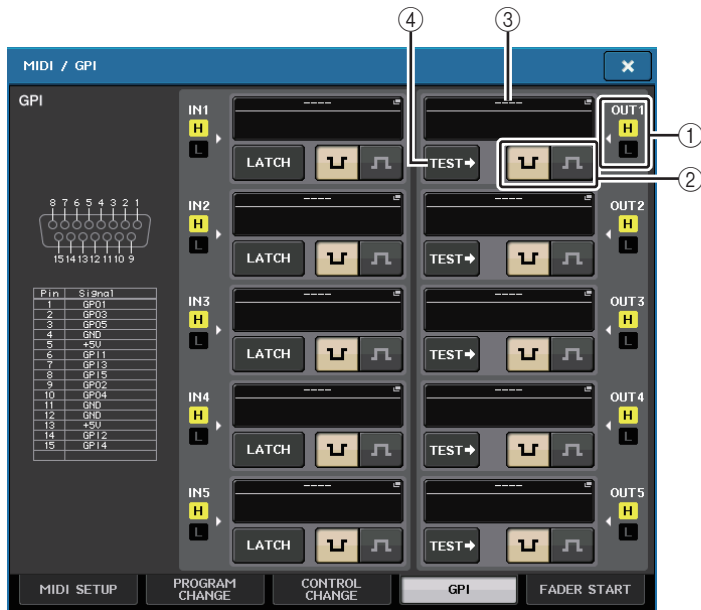 ④ ③
MIDI / GPI
GPI
8 7 6 5 4 3 2 1
15 14 13 12 11 10 9
Pin Signal
1 GPO1
2 GPO3
3 GPO5
4 GND
5 +5V
6 GPI1
7 GPI3
8 GPI5
9 GPO2
10 GPO4
11 GND
12 GND
13 +5V
14 GPI2
15 GPI4
IN1 ---- ---- OUT1
H H ①
L L
LATCH TEST ②
IN2 ---- ---- OUT2
H H
L L
LATCH TEST
IN3 ---- ---- OUT3
H H
L L
LATCH TEST
IN4 ---- ---- OUT4
H H
L L
LATCH TEST
IN5 ---- ---- OUT5
H H
L L
LATCH TEST
MIDI SETUP PROGRAM CHANGE CONTROL CHANGE GPI FADER START